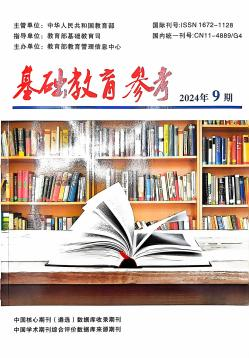 主管单位：中华人民共和国教育部
国际刊号:ISSN 1672-1128
指导单位：教育部基础教育司
国内统一刊号:CN11-4889/G4
主办单位：教育部教育管理信息中心
基础教育参考
2024年9期
中国核心期刊（遴选）数据库收录期刊
中国学术期刊综合评价数据库来源期刊